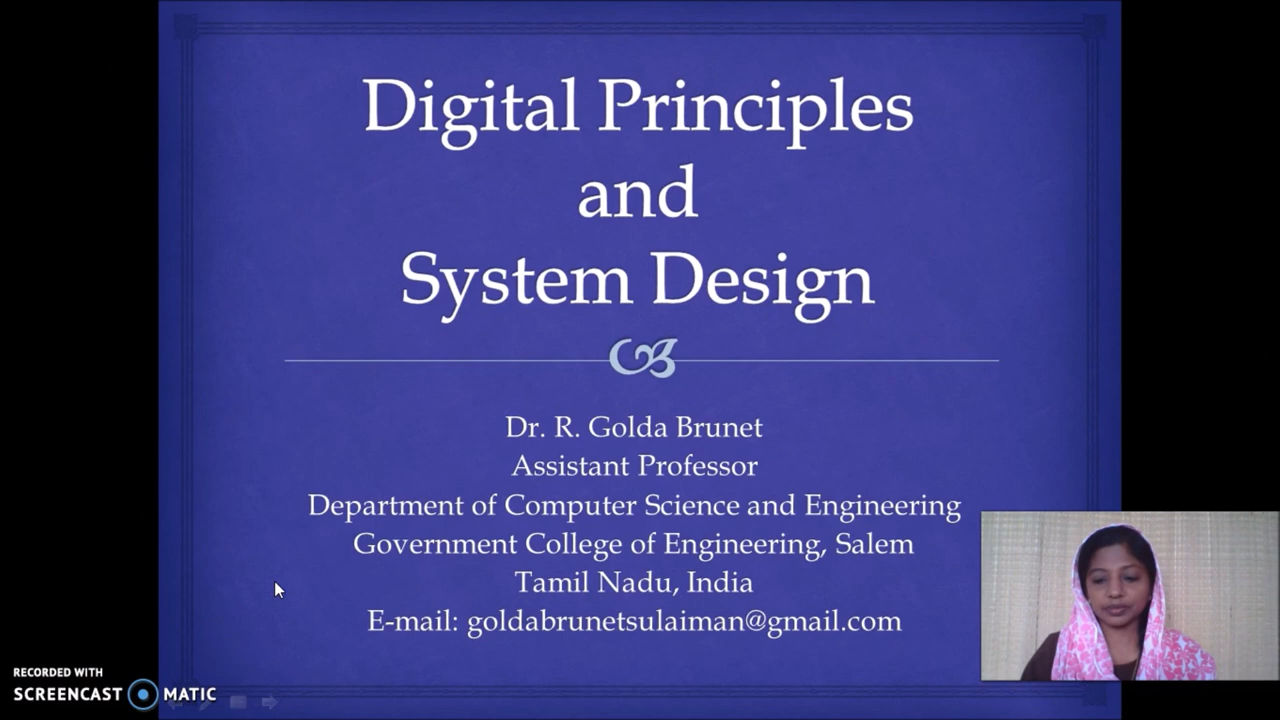 Digital Principles
and
System Design
Dr. R. Golda Brunet
Assistant Professor
Department of Computer Science and Engineering
Government College of Engineering, Salem
Tamil Nadu, India
E-mail: goldabrunetsulaiman@gmail.com
RECORDED WITH
SCREENCAST MATIC